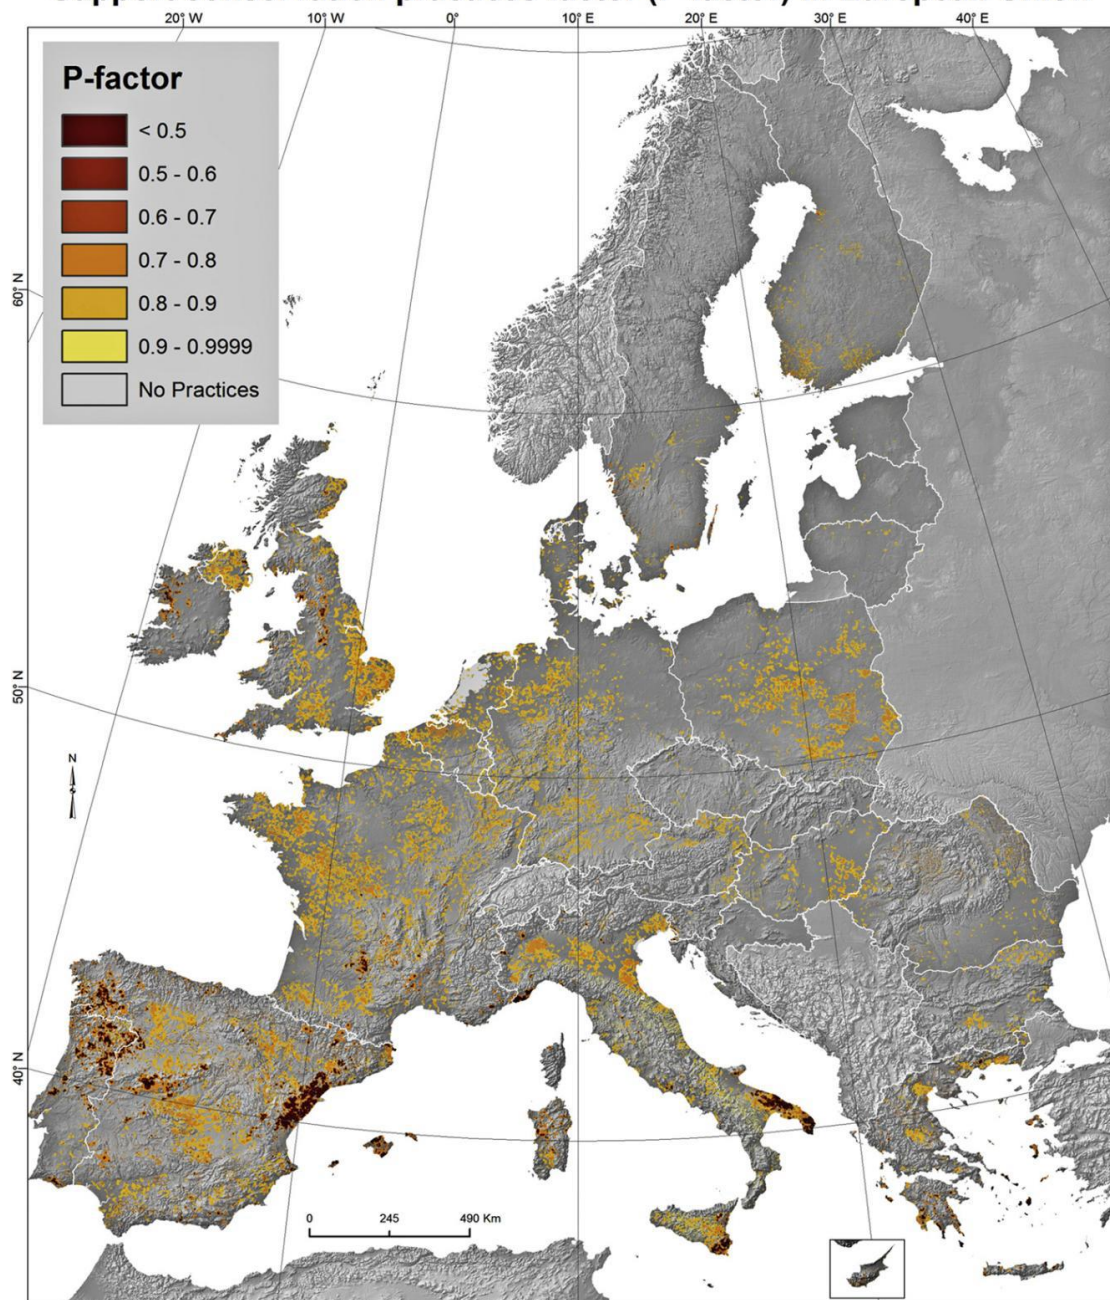 20° W 10° W 0° 10° E 20° E 30° E 40° E
P-factor
< 0.5
0.5 - 0.6
0.6 - 0.7
0.7 - 0.8
0.8 - 0.9
0.9 - 0.9999
No Practices
60° N
50° N
N
40° N
0 245 490 Km